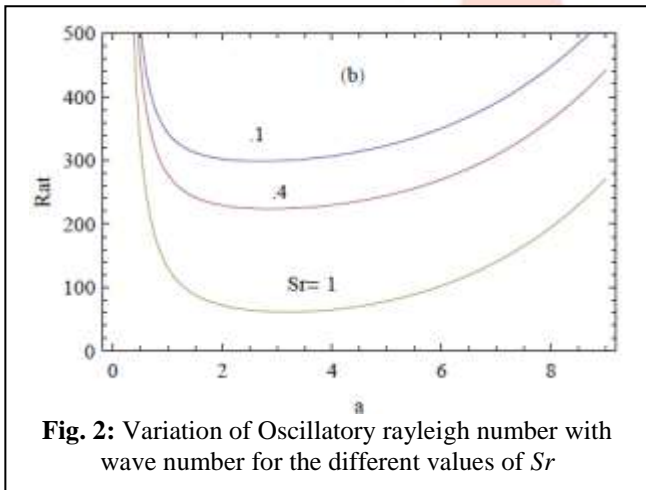 500
(b)
400
.1
300
Rat
.4
200
Sr= 1
100
0
0 2 4 6 8
a
Fig. 2: Variation of Oscillatory rayleigh number with
wave number for the different values of Sr